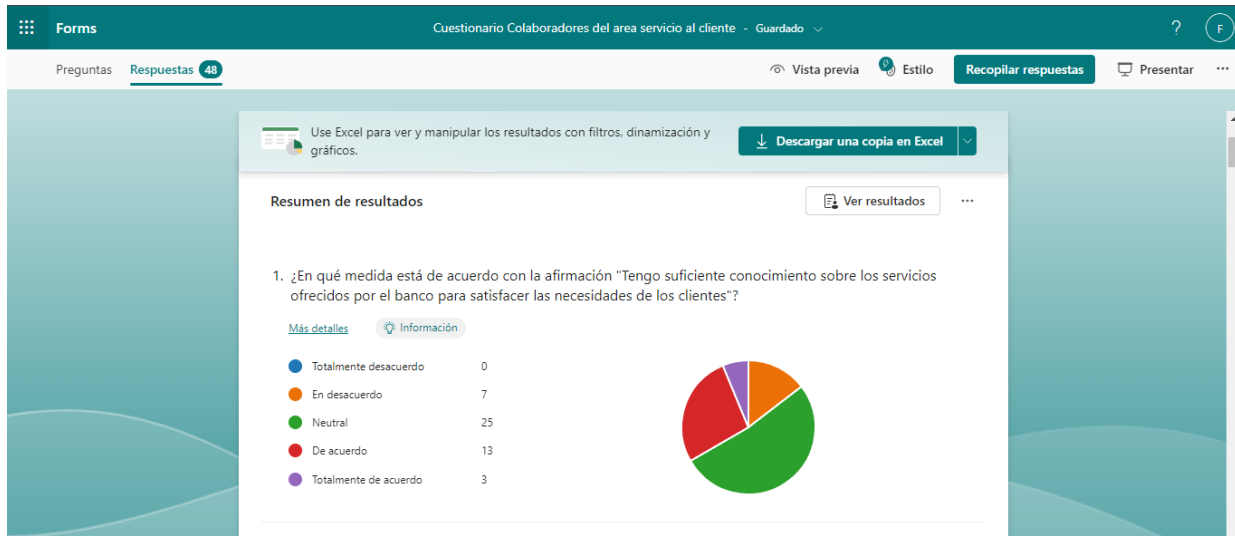 Forms
Cuestionario Colaboradores del area servicio al cliente - Guardado
?
F
Preguntas
Respuestas 48
Vista previa
Estilo
Recopilar respuestas
Presentar
...
Use Excel para ver y manipular los resultados con filtros, dinamización y
gráficos.
Descargar una copia en Excel
Resumen de resultados
Ver resultados
...
1. ¿En qué medida está de acuerdo con la afirmación "Tengo suficiente conocimiento sobre los servicios
ofrecidos por el banco para satisfacer las necesidades de los clientes"?
Más detalles
Información
Totalmente desacuerdo 0
En desacuerdo 7
Neutral 25
De acuerdo 13
Totalmente de acuerdo 3